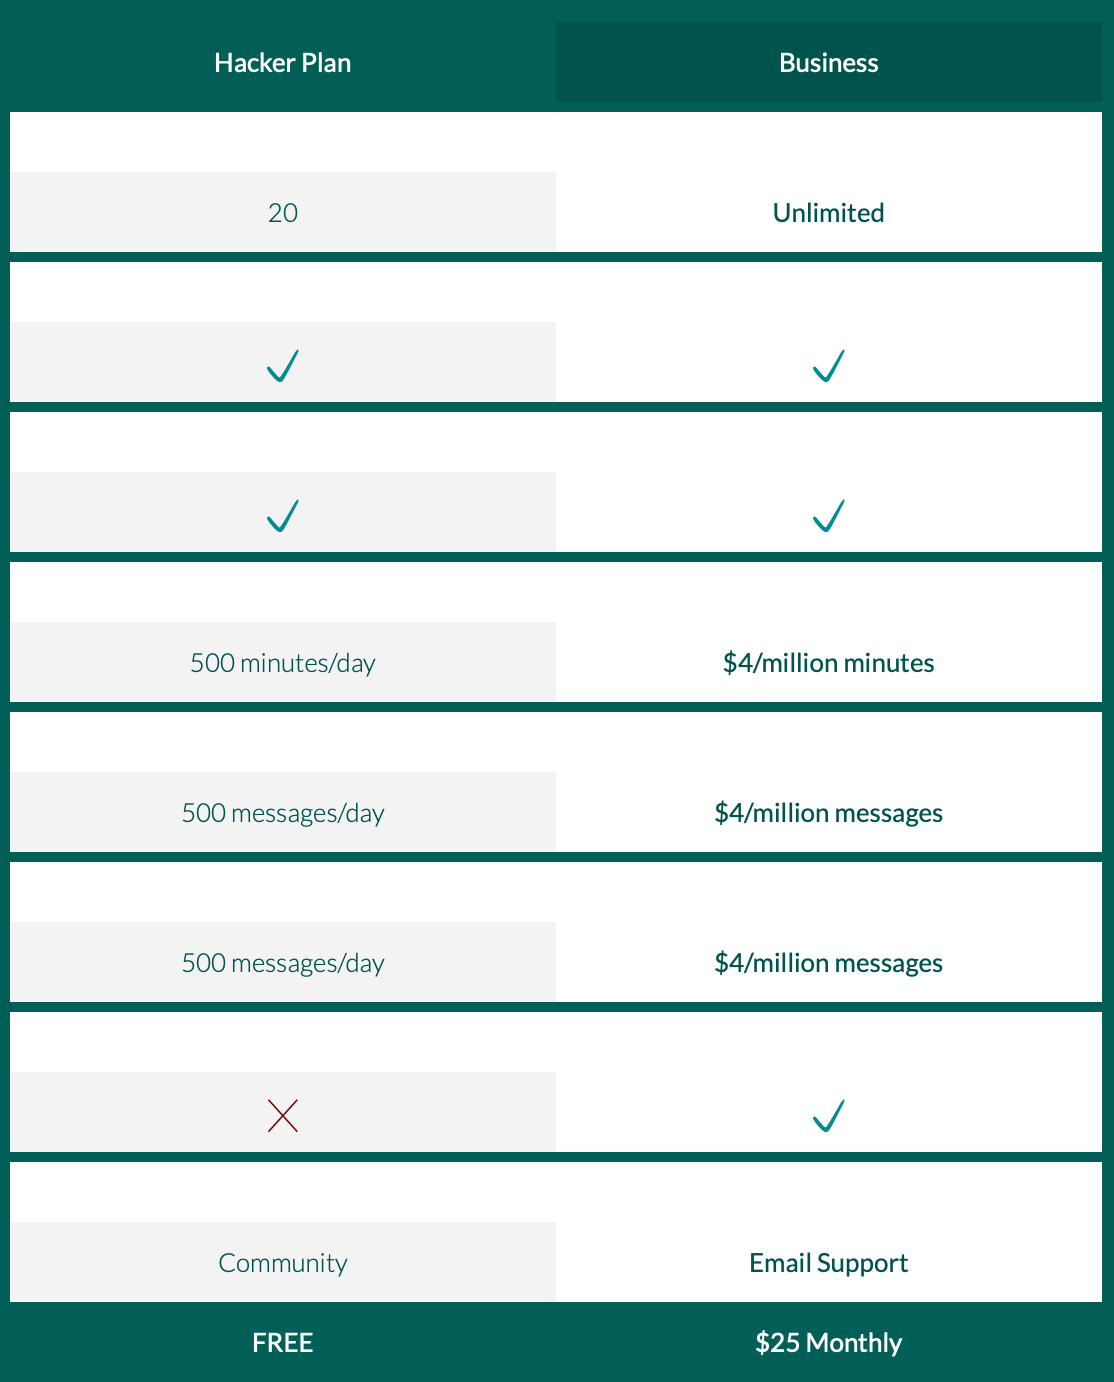 Hacker Plan Business
20 Unlimited
500 minutes/day $4/million minutes
500 messages/day $4/million messages
500 messages/day $4/million messages
Community Email Support
FREE $25 Monthly